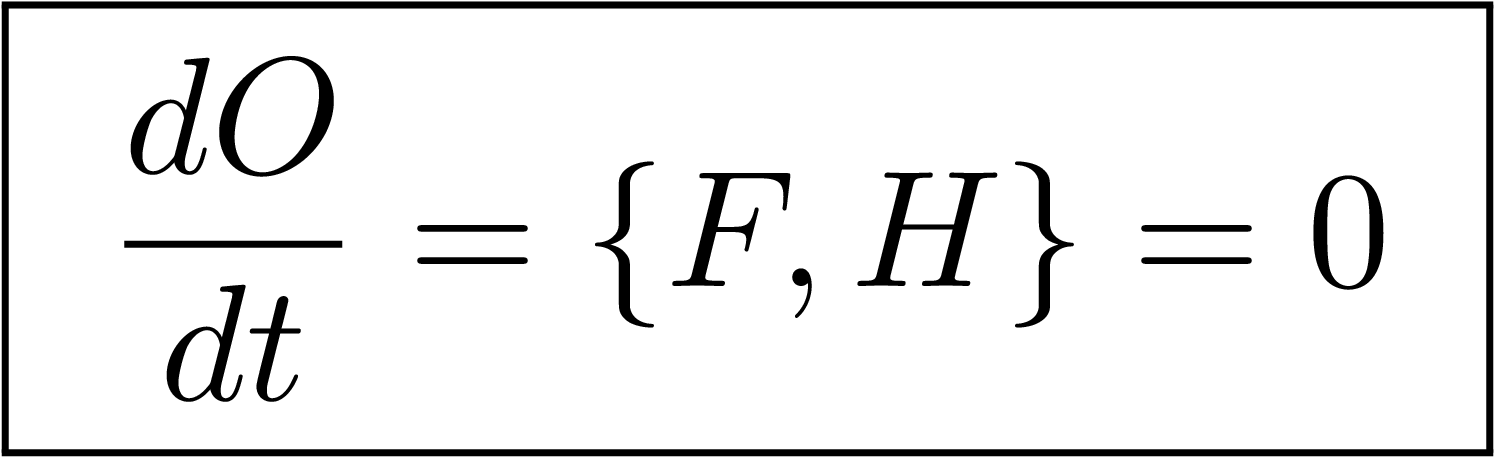 dO/dt = {F, H} = 0